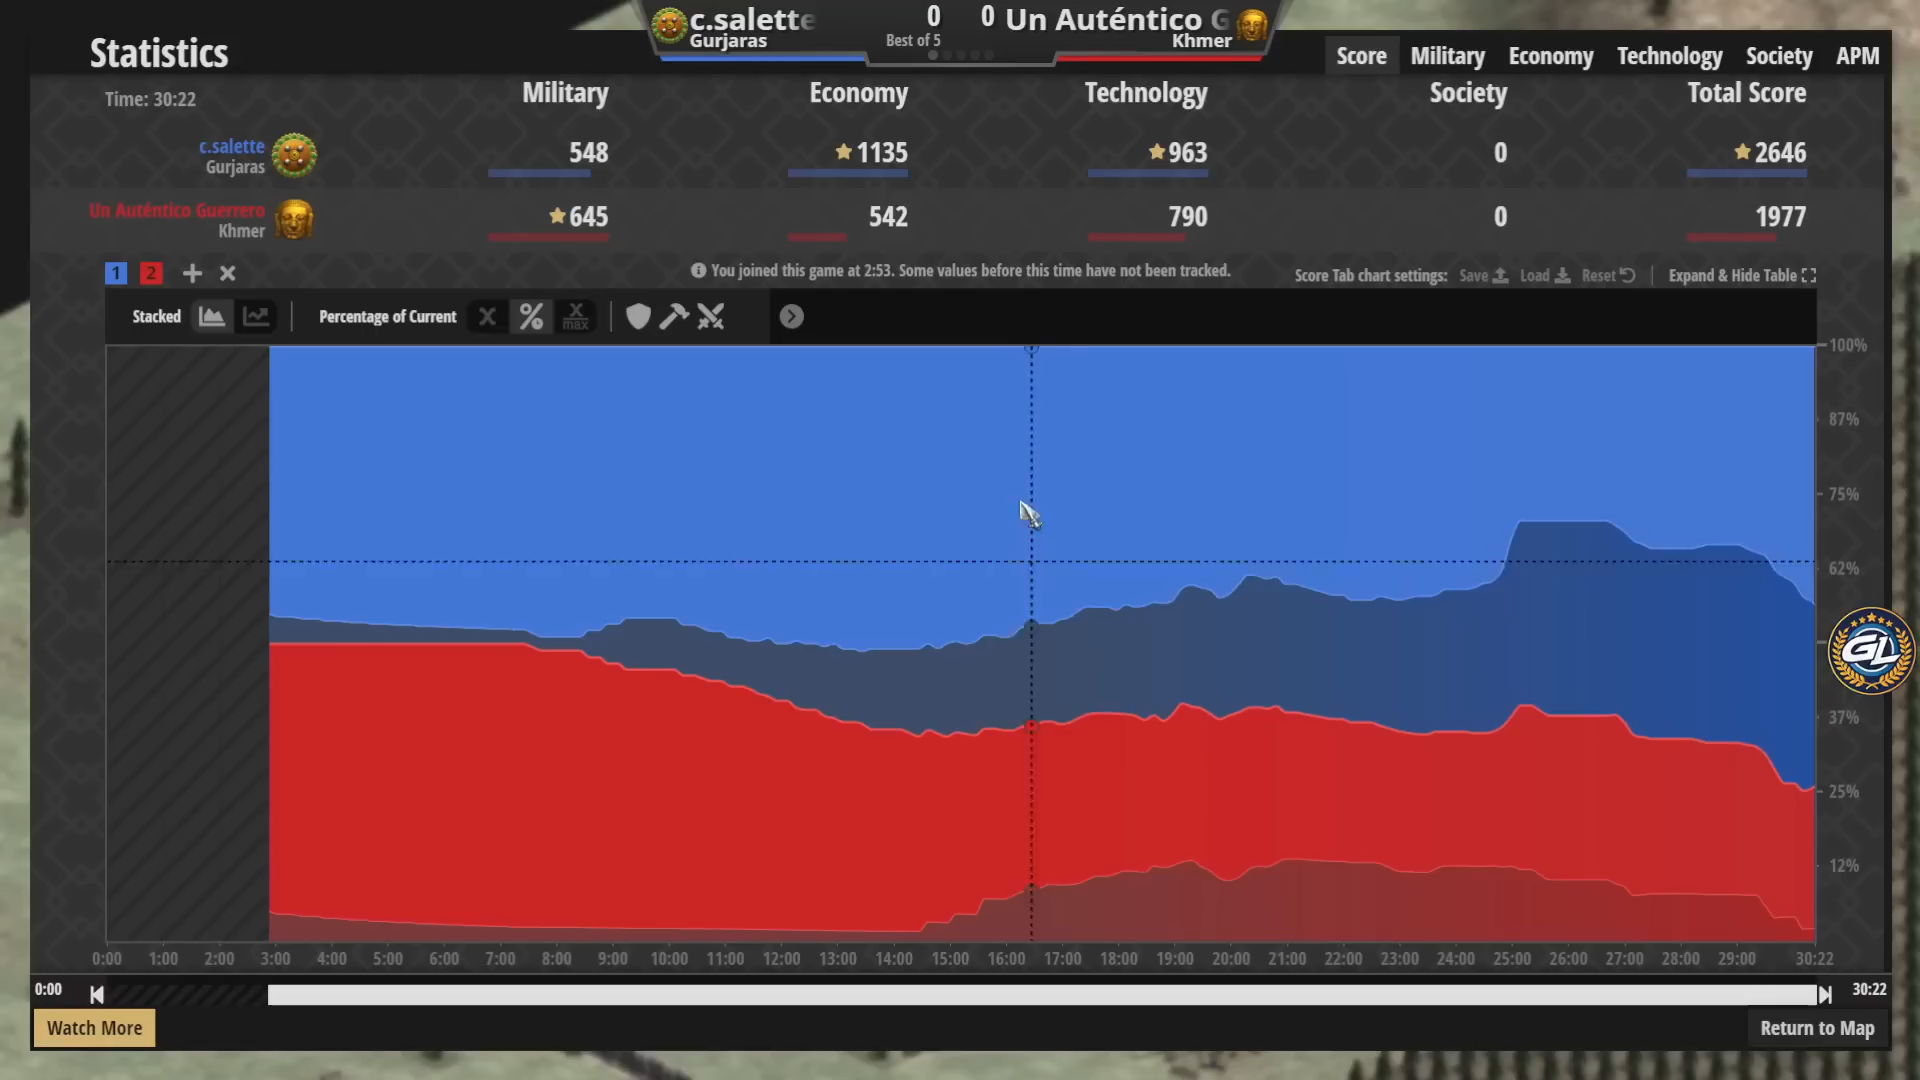 c.salette
Gurjaras
0 0
Best of 5
Un Auténtico G
Khmer
Statistics
Score Military Economy Technology Society APM
Time: 30:22
Military Economy Technology Society Total Score
c.salette
Gurjaras
548 1135 963 0 2646
Un Auténtico Guerrero
Khmer
645 542 790 0 1977
1 2
You joined this game at 2:53. Some values before this time have not been tracked.
Score Tab chart settings: Save Load Reset
Expand & Hide Table
Stacked
Percentage of Current
X % X max
100%
87%
75%
62%
37%
25%
12%
GL
0:00 1:00 2:00 3:00 4:00 5:00 6:00 7:00 8:00 9:00 10:00 11:00 12:00 13:00 14:00 15:00 16:00 17:00 18:00 19:00 20:00 21:00 22:00 23:00 24:00 25:00 26:00 27:00 28:00 29:00 30:22
0:00
30:22
Watch More
Return to Map